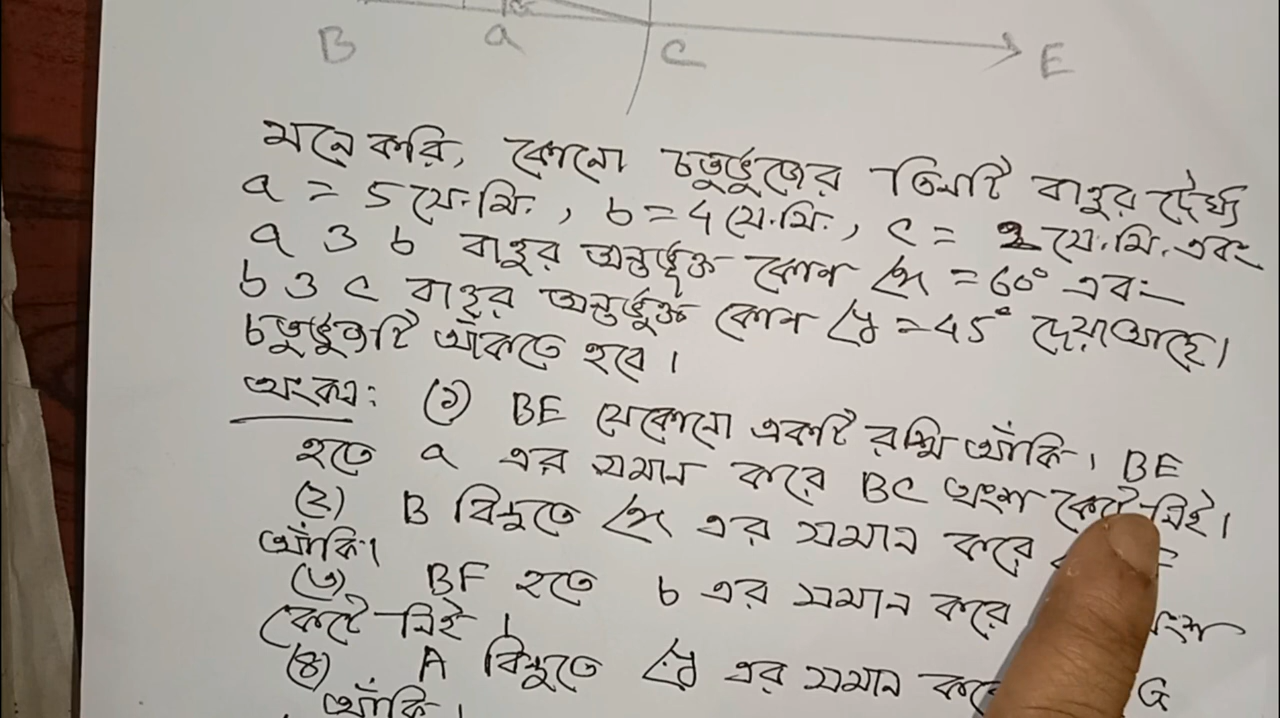 B a C E
মনে করি, কোনো চতুর্ভুজের তিনটি বাহুর দৈর্ঘ্য
a = 5 সে.মি., b = 4 সে.মি., c = 2 সে.মি. এবং
a ও b বাহুর অন্তর্ভুক্ত কোণ ∠x = 60° এবং
b ও c বাহুর অন্তর্ভুক্ত কোণ ∠y = 45° দেয়া আছে।
চতুর্ভুজটি আঁকতে হবে।
অংকন: (১) BE যেকোনো একটি রশ্মি আঁকি। BE
হতে a এর সমান করে BC অংশ কেটে নিই।
(২) B বিন্দুতে ∠x এর সমান করে
আঁকি।
(৩) BF হতে b এর সমান করে অংশ
কেটে নিই।
(৪) A বিন্দুতে ∠y এর সমান করে G
আঁকি।